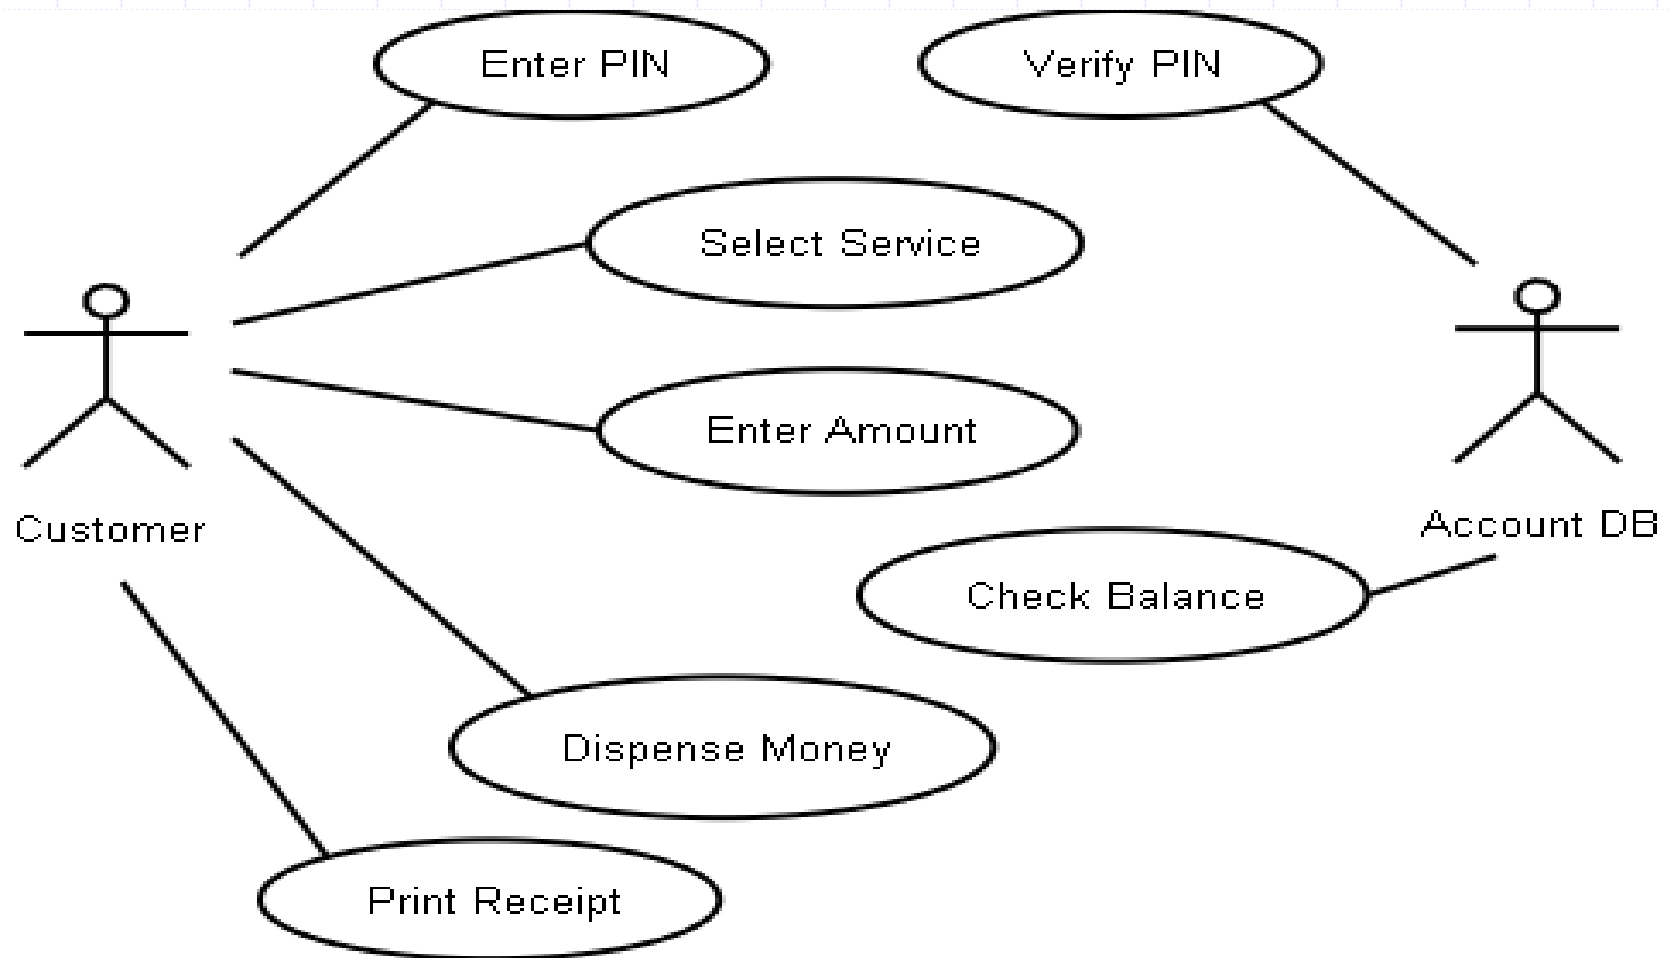 Enter PIN
Verify PIN
Select Service
Enter Amount
Customer
Account DB
Check Balance
Dispense Money
Print Receipt